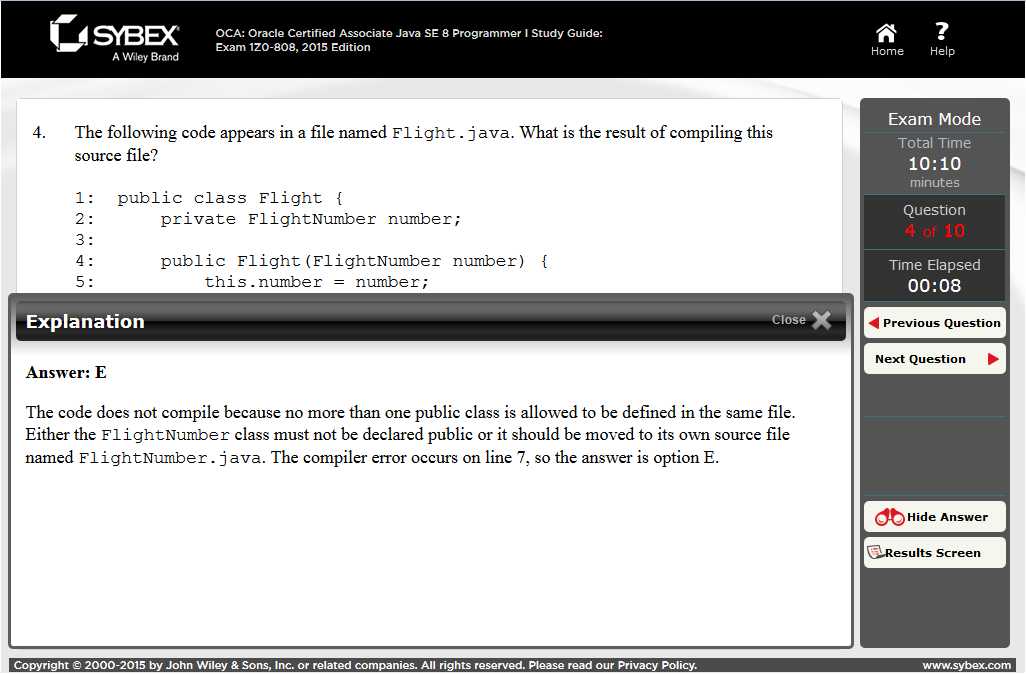 SYBEX
A Wiley Brand
OCA: Oracle Certified Associate Java SE 8 Programmer I Study Guide:
Exam 1Z0-808, 2015 Edition
Home
?
Help
4. The following code appears in a file named Flight.java. What is the result of compiling this
source file?
1: public class Flight {
2: private FlightNumber number;
3:
4: public Flight(FlightNumber number) {
5: this.number = number;
Explanation
Close
Answer: E
The code does not compile because no more than one public class is allowed to be defined in the same file.
Either the FlightNumber class must not be declared public or it should be moved to its own source file
named FlightNumber.java. The compiler error occurs on line 7, so the answer is option E.
Exam Mode
Total Time
10:10
minutes
Question
4 of 10
Time Elapsed
00:08
Previous Question
Next Question
Hide Answer
Results Screen
Copyright © 2000-2015 by John Wiley & Sons, Inc. or related companies. All rights reserved. Please read our Privacy Policy.
www.sybex.com